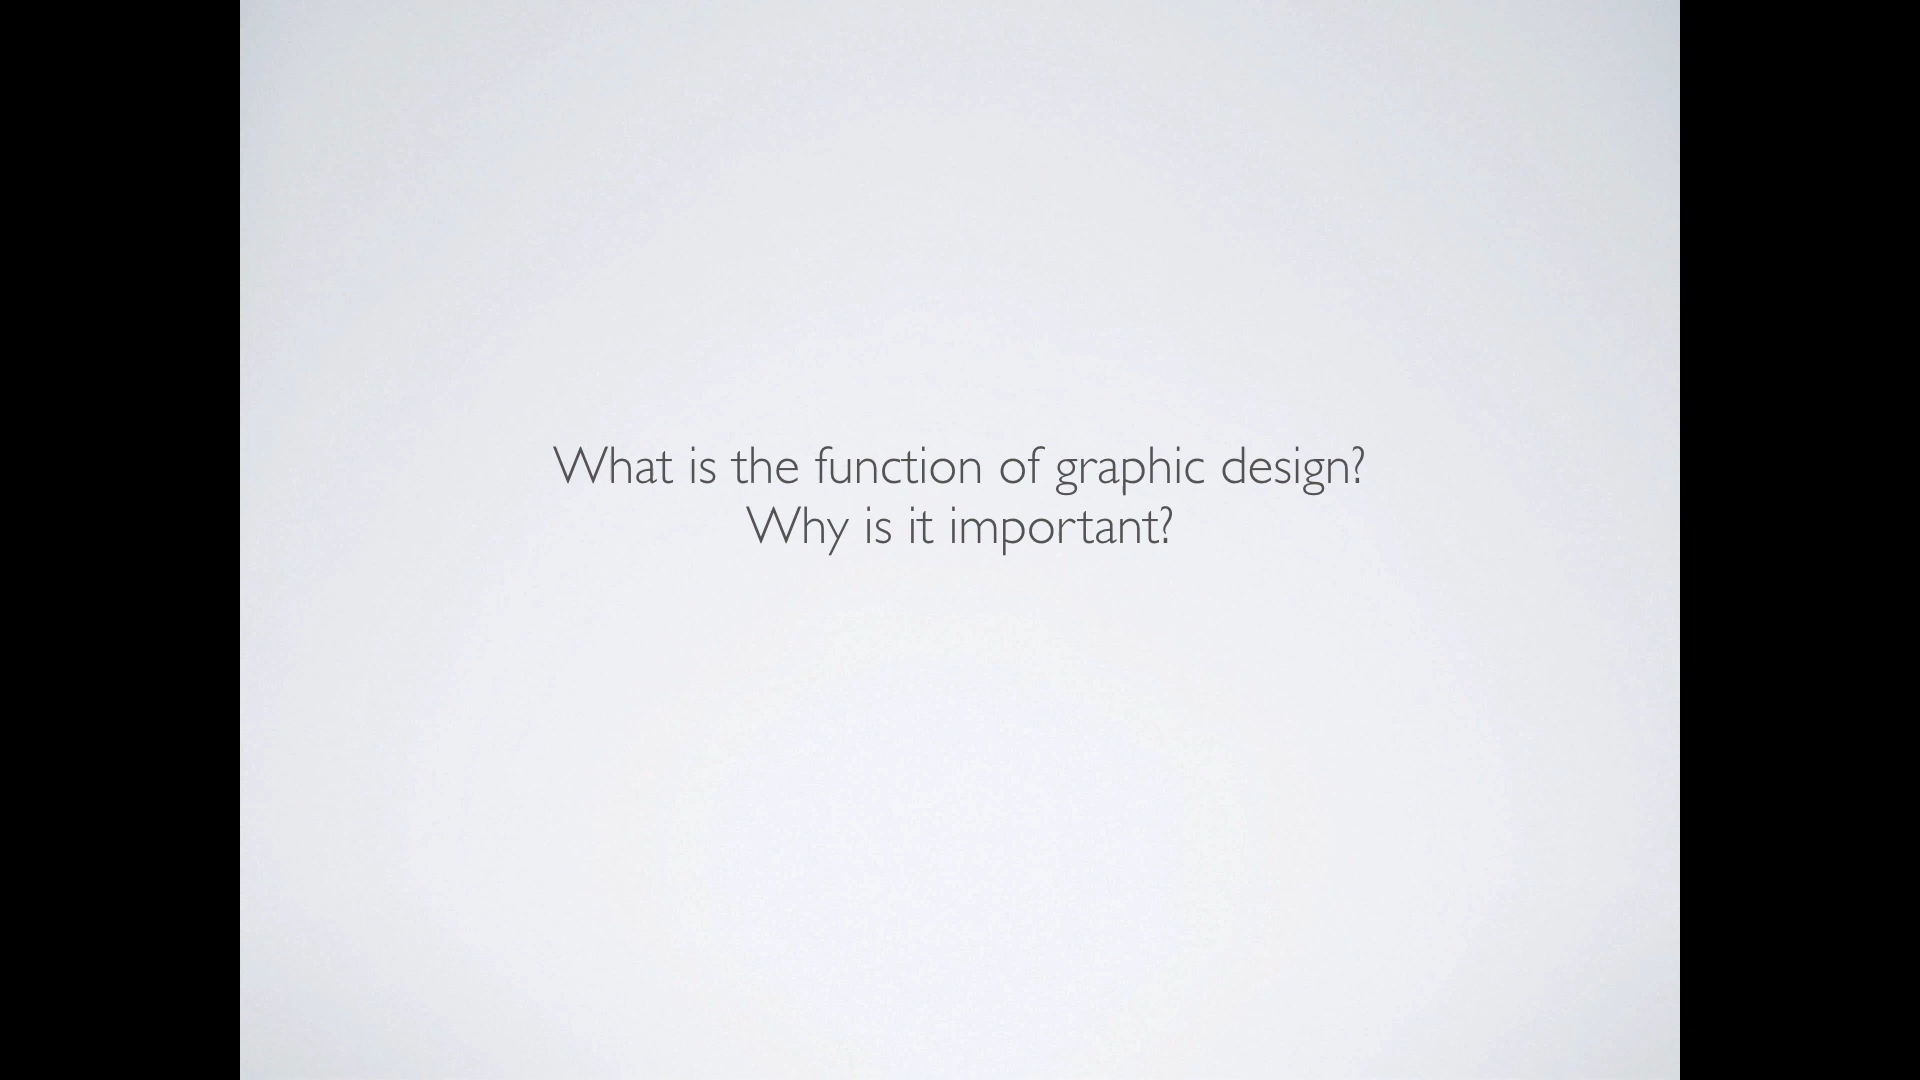 What is the function of graphic design?
Why is it important?